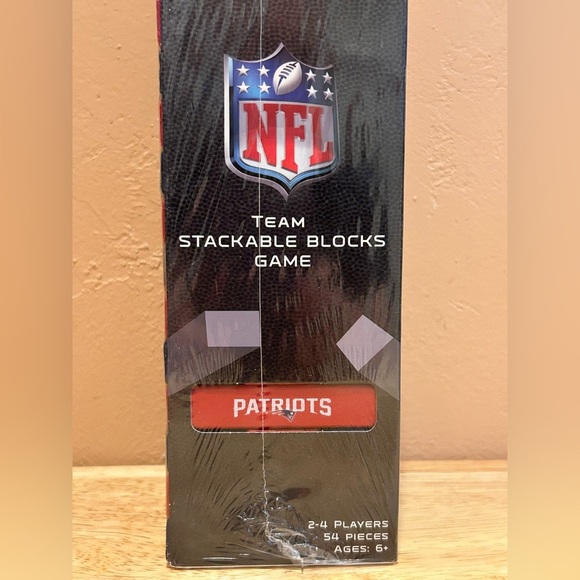 NFL
TEAM
STACKABLE BLOCKS
GAME
PATRIOTS
2-4 PLAYERS
54 PIECES
AGES: 6+